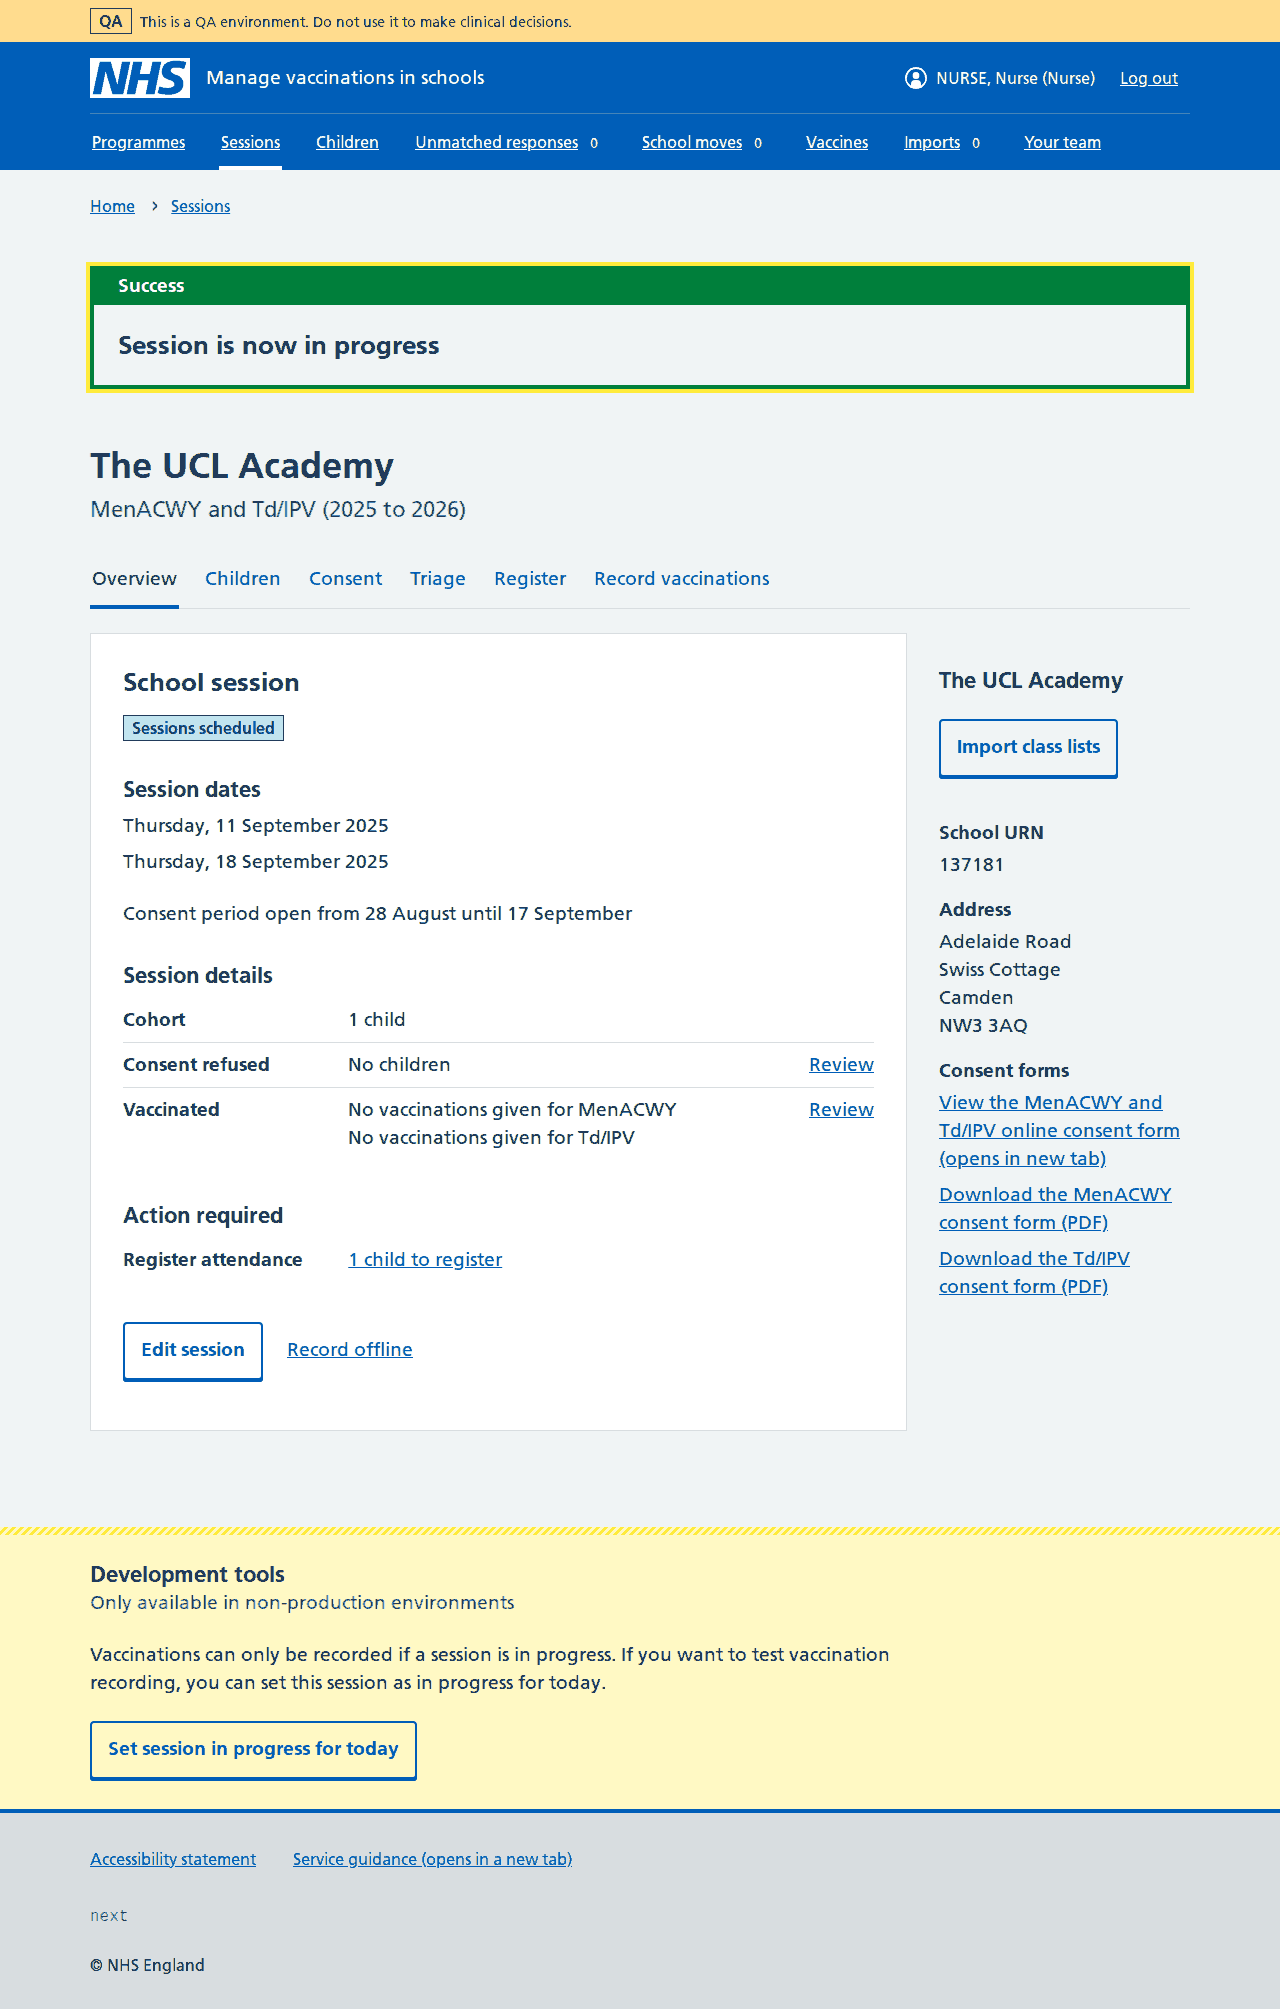 QA This is a QA environment. Do not use it to make clinical decisions.
NHS Manage vaccinations in schools NURSE, Nurse (Nurse) Log out
Programmes Sessions Children Unmatched responses 0 School moves 0 Vaccines Imports 0 Your team
Home > Sessions
Success
Session is now in progress
The UCL Academy
MenACWY and Td/IPV (2025 to 2026)
Overview Children Consent Triage Register Record vaccinations
School session
Sessions scheduled
Session dates
Thursday, 11 September 2025
Thursday, 18 September 2025
Consent period open from 28 August until 17 September
Session details
Cohort 1 child
Consent refused No children Review
Vaccinated No vaccinations given for MenACWY Review
No vaccinations given for Td/IPV
Action required
Register attendance 1 child to register
Edit session Record offline
The UCL Academy
Import class lists
School URN
137181
Address
Adelaide Road
Swiss Cottage
Camden
NW3 3AQ
Consent forms
View the MenACWY and
Td/IPV online consent form
(opens in new tab)
Download the MenACWY
consent form (PDF)
Download the Td/IPV
consent form (PDF)
Development tools
Only available in non-production environments
Vaccinations can only be recorded if a session is in progress. If you want to test vaccination
recording, you can set this session as in progress for today.
Set session in progress for today
Accessibility statement Service guidance (opens in a new tab)
next
© NHS England